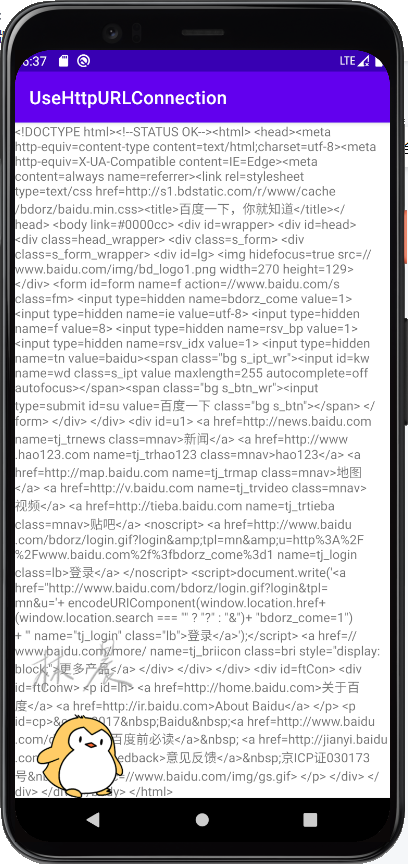 6:37 LTE
UseHttpURLConnection
<!DOCTYPE html><!--STATUS OK--><html> <head><meta
http-equiv=content-type content=text/html;charset=utf-8><meta
http-equiv=X-UA-Compatible content=IE=Edge><meta
content=always name=referrer><link rel=stylesheet
type=text/css href=http://s1.bdstatic.com/r/www/cache
/bdorz/baidu.min.css><title>百度一下，你就知道</title></
head> <body link=#0000cc> <div id=wrapper> <div id=head>
<div class=head_wrapper> <div class=s_form> <div
class=s_form_wrapper> <div id=lg> <img hidefocus=true src=//
www.baidu.com/img/bd_logo1.png width=270 height=129>
</div> <form id=form name=f action=//www.baidu.com/s
class=fm> <input type=hidden name=bdorz_come value=1>
<input type=hidden name=ie value=utf-8> <input type=hidden
name=f value=8> <input type=hidden name=rsv_bp value=1>
<input type=hidden name=rsv_idx value=1> <input type=hidden
name=tn value=baidu><span class="bg s_ipt_wr"><input id=kw
name=wd class=s_ipt value maxlength=255 autocomplete=off
autofocus></span><span class="bg s_btn_wr"><input
type=submit id=su value=百度一下 class="bg s_btn"></span> </
form> </div> </div> <div id=u1> <a href=http://news.baidu.com
name=tj_trnews class=mnav>新闻</a> <a href=http://www
.hao123.com name=tj_trhao123 class=mnav>hao123</a> <a
href=http://map.baidu.com name=tj_trmap class=mnav>地图
</a> <a href=http://v.baidu.com name=tj_trvideo class=mnav>
视频</a> <a href=http://tieba.baidu.com name=tj_trtieba
class=mnav>贴吧</a> <noscript> <a href=http://www.baidu
.com/bdorz/login.gif?login&amp;tpl=mn&amp;u=http%3A%2F
%2Fwww.baidu.com%2f%3fbdorz_come%3d1 name=tj_login
class=lb>登录</a> </noscript> <script>document.write('<a
href="http://www.baidu.com/bdorz/login.gif?login&tpl=
mn&u='+ encodeURIComponent(window.location.href+
(window.location.search === "" ? "?" : "&")+ "bdorz_come=1")
+ '" name="tj_login" class="lb">登录</a>');</script> <a href=//
www.baidu.com/more/ name=tj_briicon class=bri style="display:
block;">更多产品</a> </div> </div> </div> <div id=ftCon> <div
id=ftConw> <p id=lh> <a href=http://home.baidu.com>关于百
度</a> <a href=http://ir.baidu.com>About Baidu</a> </p> <p
id=cp>&c 2017&nbsp;Baidu&nbsp;<a href=http://www.baidu
.com/ 百度前必读</a>&nbsp; <a href=http://jianyi.baidu
.com edback>意见反馈</a>&nbsp;京ICP证030173
号&n =//www.baidu.com/img/gs.gif> </p> </div> </
div> </div> </body> </html>